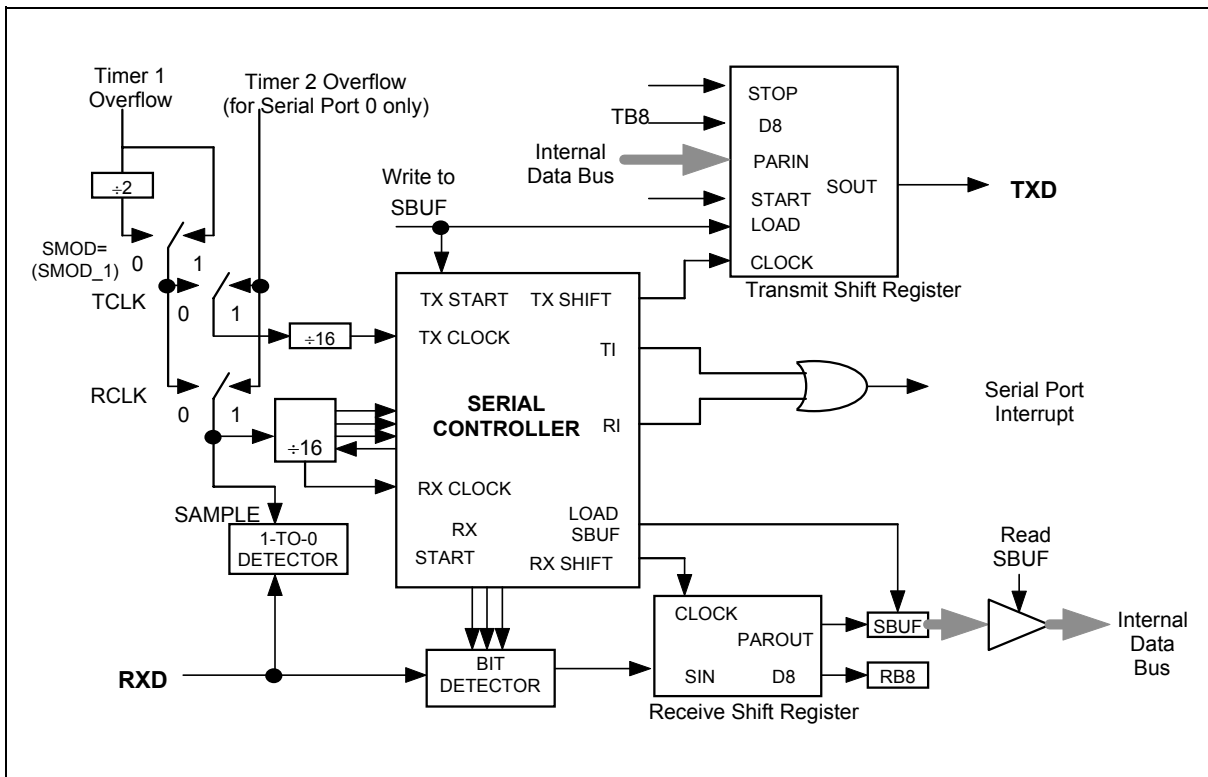 Timer 1
Overflow
Timer 2 Overflow
(for Serial Port 0 only)
÷2
SMOD=
(SMOD_1)
0
1
TCLK
0
1
÷16
RCLK
0
1
÷16
SAMPLE
1-TO-0
DETECTOR
RXD
Write to
SBUF
TX START
TX SHIFT
TX CLOCK
TI
SERIAL
CONTROLLER
RI
RX CLOCK
LOAD
SBUF
RX
START
RX SHIFT
BIT
DETECTOR
TB8
Internal
Data Bus
STOP
D8
PARIN
SOUT
START
LOAD
CLOCK
Transmit Shift Register
TXD
Serial Port
Interrupt
CLOCK
PAROUT
SIN
D8
Receive Shift Register
SBUF
RB8
Read
SBUF
Internal
Data
Bus